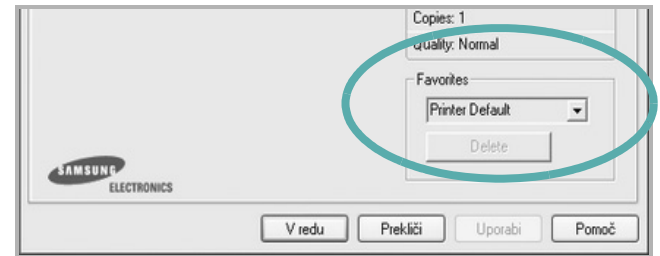 Copies: 1
Quality: Normal
Favorites
Printer Default
Delete
SAMSUNG
ELECTRONICS
V redu Prekliči Uporabi Pomoč